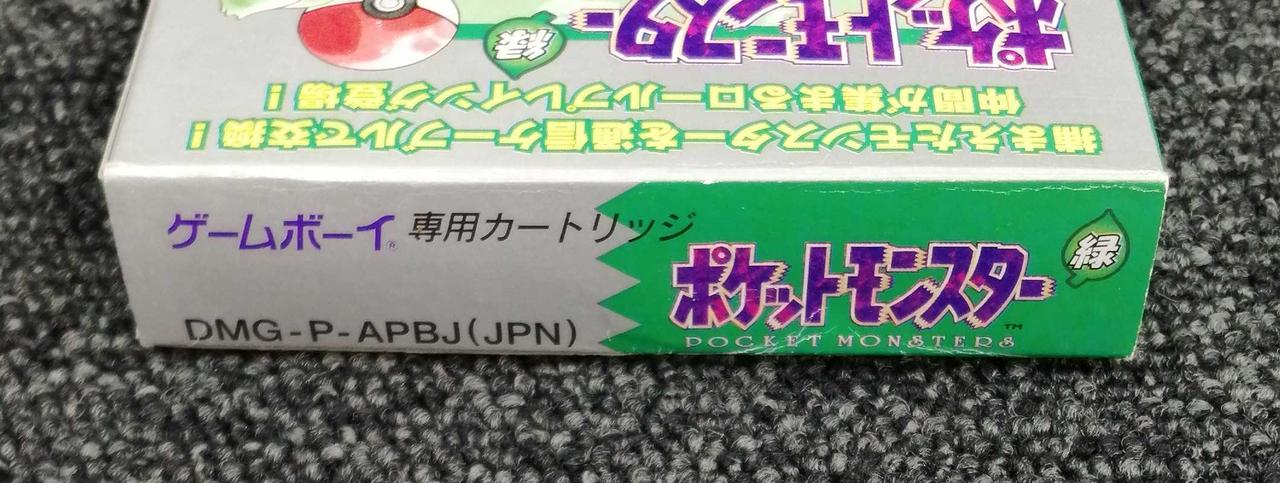 ポケットモンスター
緑
仲間が集まるロールプレイング登場!
捕まえたモンスターを通信ケーブルで交換!
ゲームボーイ® 専用カートリッジ
DMG-P-APBJ(JPN)
ポケットモンスター
緑
POCKET MONSTERS™